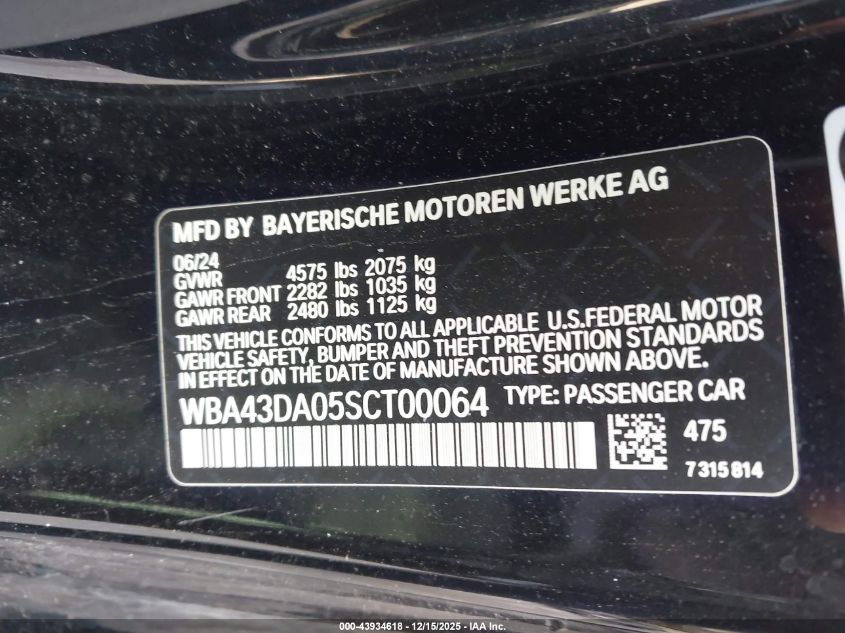 MFD BY BAYERISCHE MOTOREN WERKE AG
06/24
GVWR 4575 lbs 2075 kg
GAWR FRONT 2282 lbs 1035 kg
GAWR REAR 2480 lbs 1125 kg
THIS VEHICLE CONFORMS TO ALL APPLICABLE U.S.FEDERAL MOTOR
VEHICLE SAFETY, BUMPER AND THEFT PREVENTION STANDARDS
IN EFFECT ON THE DATE OF MANUFACTURE SHOWN ABOVE.
WBA43DA05SCT00064 TYPE: PASSENGER CAR
475
7315814
000-43934618 - 12/15/2025 - IAA Inc.